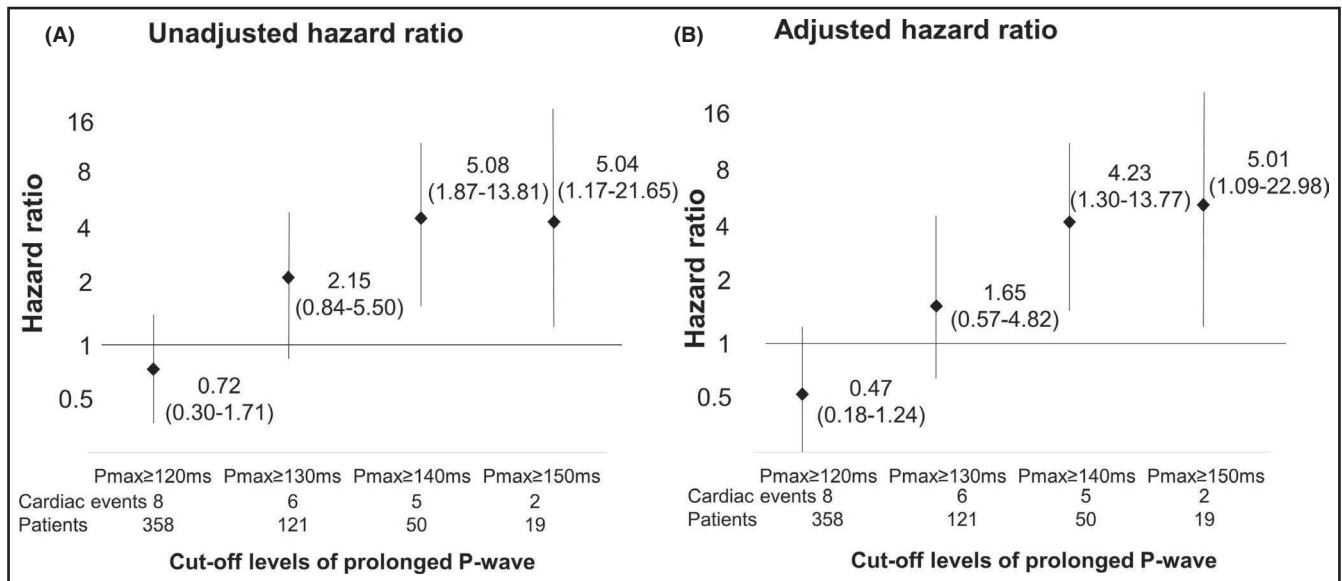 (A) Unadjusted hazard ratio
Hazard ratio
16
8
4
2
1
0.5
0.72
(0.30-1.71)
2.15
(0.84-5.50)
5.08
(1.87-13.81)
5.04
(1.17-21.65)
Pmax≥120ms Pmax≥130ms Pmax≥140ms Pmax≥150ms
Cardiac events 8 6 5 2
Patients 358 121 50 19
Cut-off levels of prolonged P-wave
(B) Adjusted hazard ratio
Hazard ratio
16
8
4
2
1
0.5
0.47
(0.18-1.24)
1.65
(0.57-4.82)
4.23
(1.30-13.77)
5.01
(1.09-22.98)
Pmax≥120ms Pmax≥130ms Pmax≥140ms Pmax≥150ms
Cardiac events 8 6 5 2
Patients 358 121 50 19
Cut-off levels of prolonged P-wave